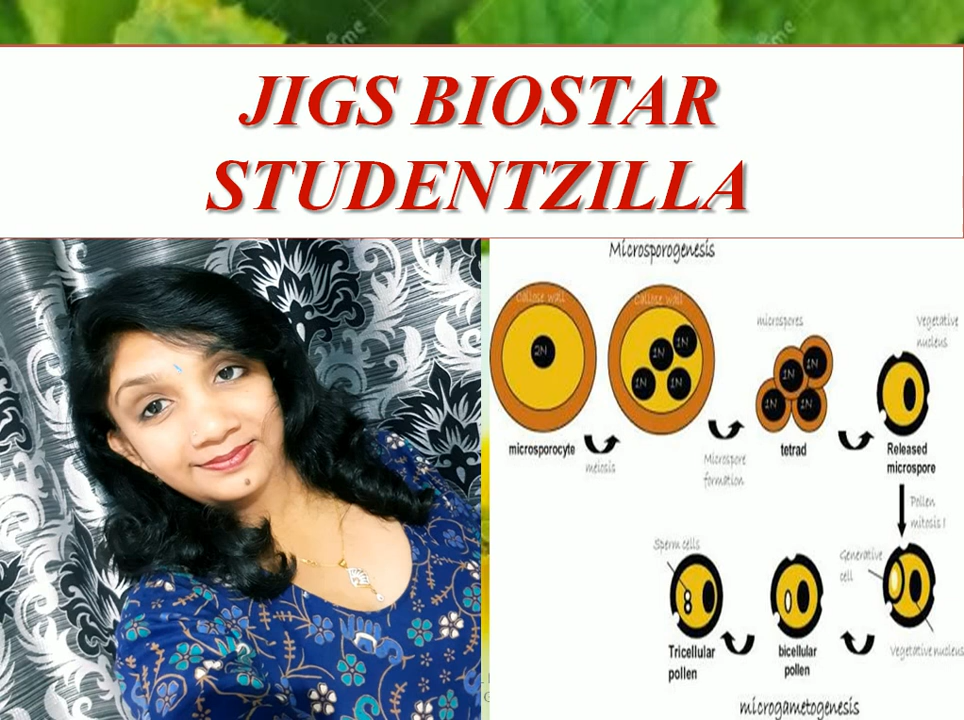 JIGS BIOSTAR
STUDENTZILLA
Microsporogenesis
Callose wall
Callose wall
microspores
Vegetative
nucleus
2N
1N
1N
1N
1N
1N
1N
1N
1N
microsporocyte
meiosis
Microspore
formation
tetrad
Released
microspore
Pollen
mitosis I
Sperm cells
Generative
cell
Tricellular
pollen
bicellular
pollen
Vegetative nucleus
microgametogenesis